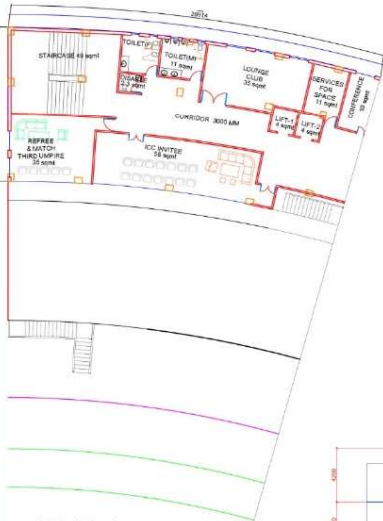 STAIRCASE 49 sqmt
TOILET(F)
TOILET(M)
11 sqmt
LOUNGE
CLUB
35 sqmt
SERVICES
FOR
SPACE
11 sqmt
CONFERENCE
CORRIDOR 3000 MM
LIFT-1
4 sqmt
LIFT-2
4 sqmt
REFREE
& MATCH
THIRD UMPIRE
35 sqmt
ICC INVITEE
58 sqmt